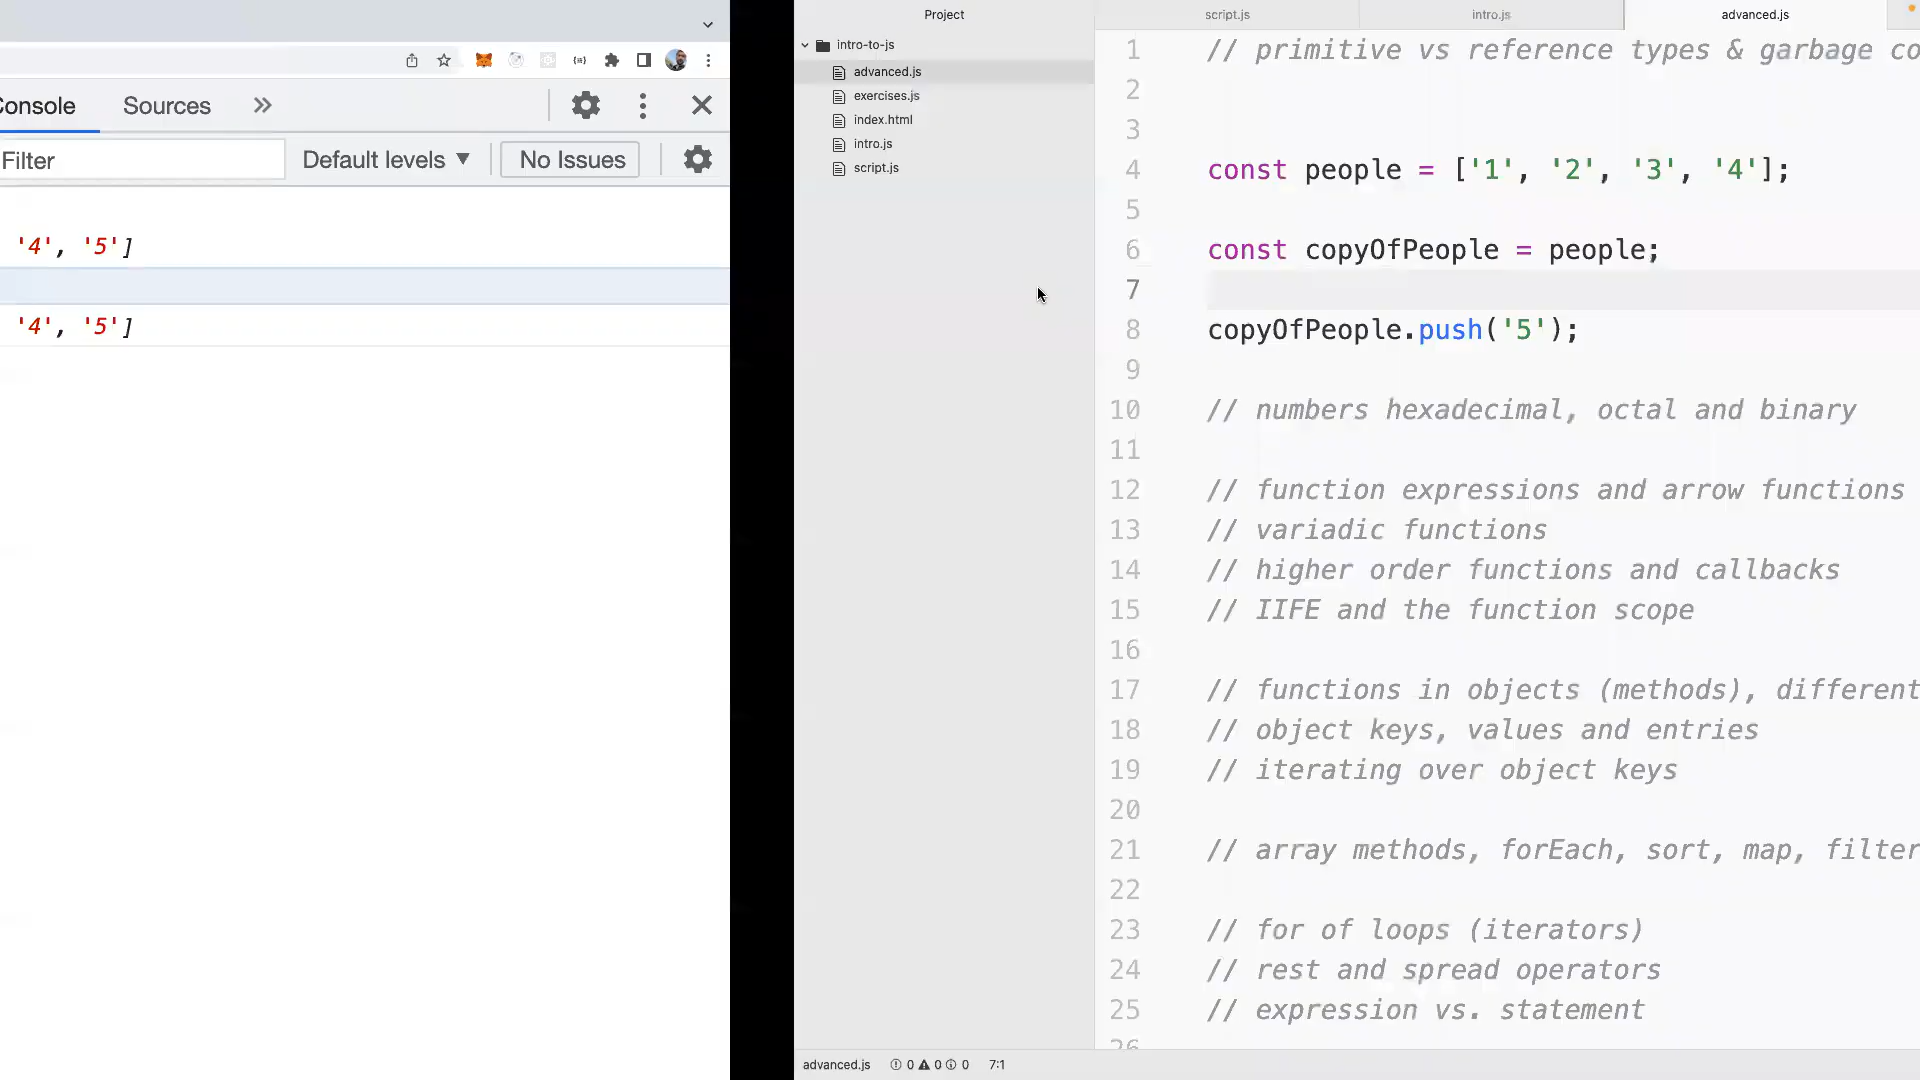 Console
Sources
Filter
Default levels ▼
No Issues
'4', '5']
'4', '5']
Project
intro-to-js
advanced.js
exercises.js
index.html
intro.js
script.js
script.js
intro.js
advanced.js
1 // primitive vs reference types & garbage co
2
3
4 const people = ['1', '2', '3', '4'];
5
6 const copyOfPeople = people;
7
8 copyOfPeople.push('5');
9
10 // numbers hexadecimal, octal and binary
11
12 // function expressions and arrow functions
13 // variadic functions
14 // higher order functions and callbacks
15 // IIFE and the function scope
16
17 // functions in objects (methods), different
18 // object keys, values and entries
19 // iterating over object keys
20
21 // array methods, forEach, sort, map, filter
22
23 // for of loops (iterators)
24 // rest and spread operators
25 // expression vs. statement
26
advanced.js 0 0 0 7:1